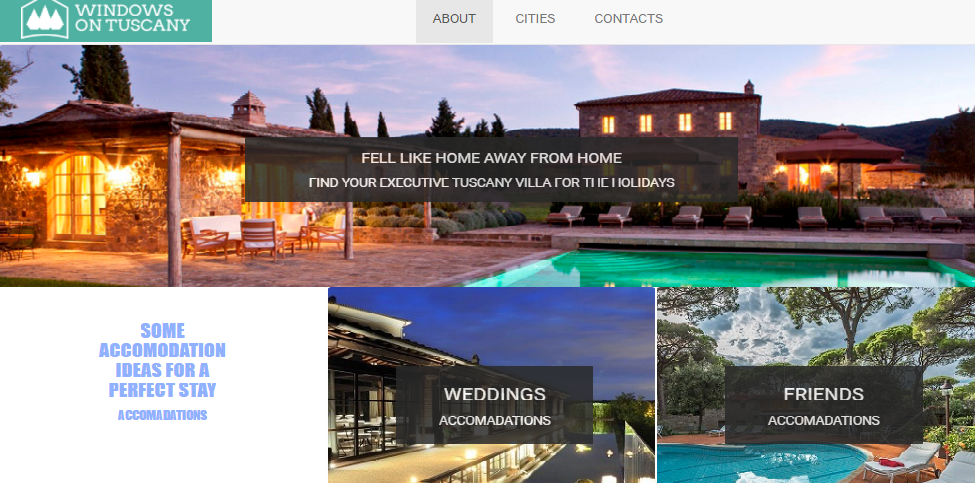 WINDOWS
ON TUSCANY
ABOUT
CITIES
CONTACTS
FELL LIKE HOME AWAY FROM HOME
FIND YOUR EXECUTIVE TUSCANY VILLA FOR THE HOLIDAYS
SOME
ACCOMODATION
IDEAS FOR A
PERFECT STAY
ACCOMADATIONS
WEDDINGS
ACCOMADATIONS
FRIENDS
ACCOMADATIONS